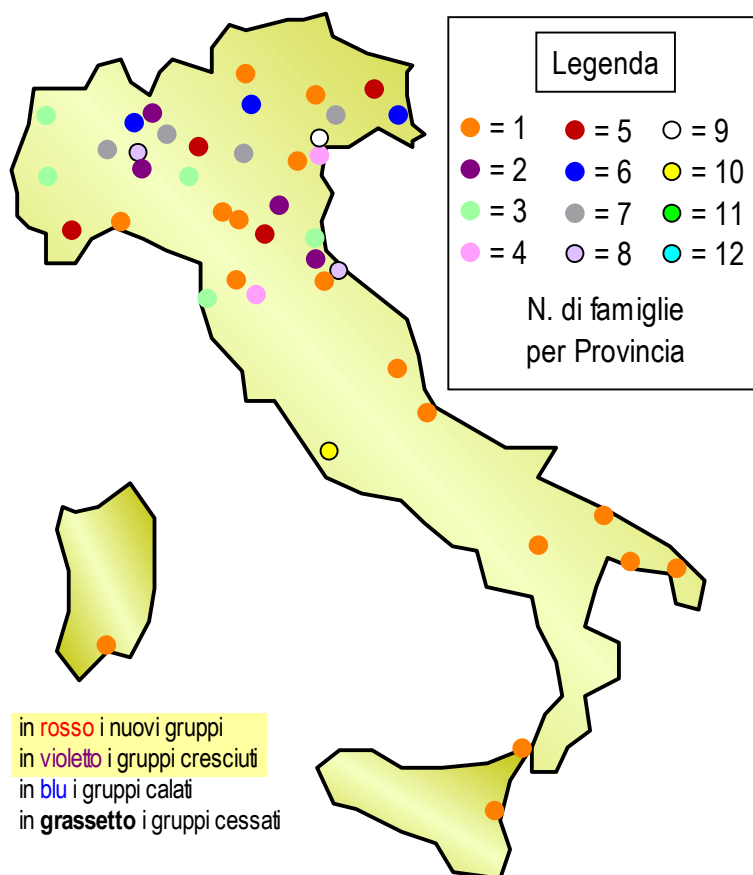 Legenda
= 1 = 5 = 9
= 2 = 6 = 10
= 3 = 7 = 11
= 4 = 8 = 12
N. di famiglie
per Provincia
in rosso i nuovi gruppi
in violetto i gruppi cresciuti
in blu i gruppi calati
in grassetto i gruppi cessati